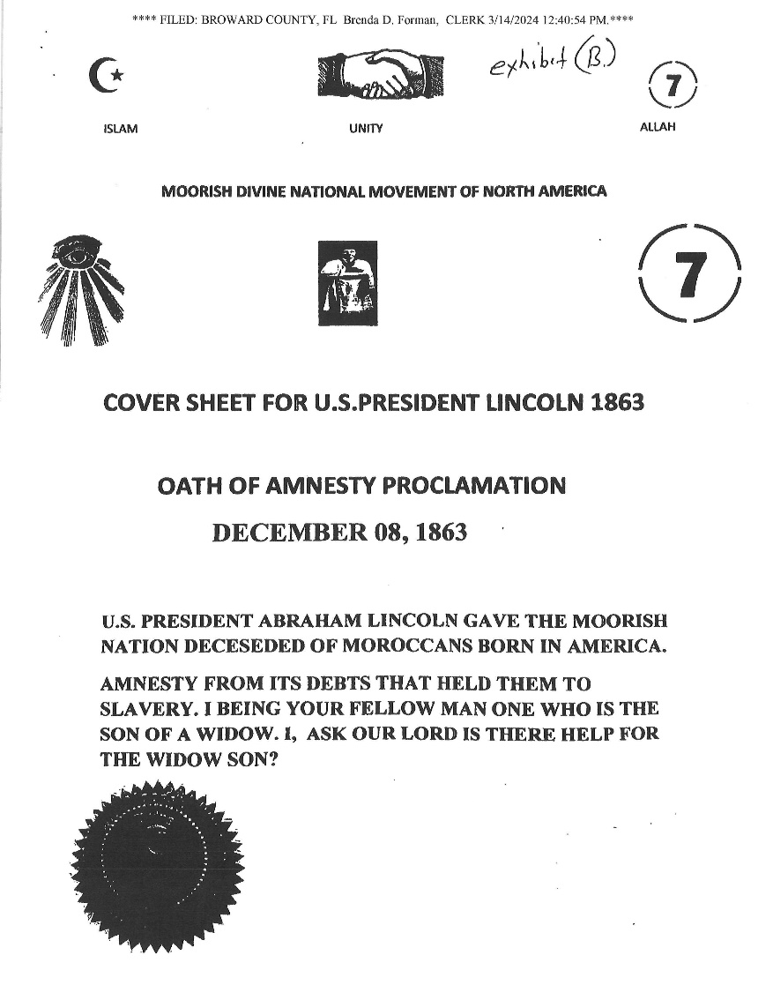 **** FILED: BROWARD COUNTY, FL Brenda D. Forman, CLERK 3/14/2024 12:40:54 PM.****
exhibit (B.)
7
ISLAM UNITY ALLAH
MOORISH DIVINE NATIONAL MOVEMENT OF NORTH AMERICA
7
COVER SHEET FOR U.S.PRESIDENT LINCOLN 1863
OATH OF AMNESTY PROCLAMATION
DECEMBER 08, 1863
U.S. PRESIDENT ABRAHAM LINCOLN GAVE THE MOORISH
NATION DECESEDED OF MOROCCANS BORN IN AMERICA.
AMNESTY FROM ITS DEBTS THAT HELD THEM TO
SLAVERY. I BEING YOUR FELLOW MAN ONE WHO IS THE
SON OF A WIDOW. I, ASK OUR LORD IS THERE HELP FOR
THE WIDOW SON?